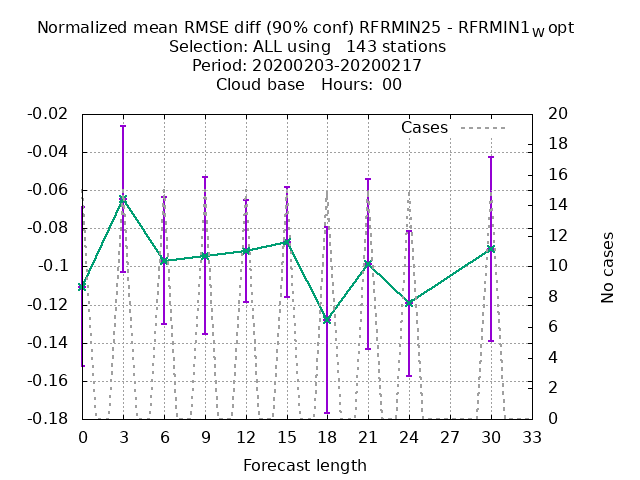 Normalized mean RMSE diff (90% conf) RFRMIN25 - RFRMIN1wopt
Selection: ALL using 143 stations
Period: 20200203-20200217
Cloud base Hours: 00
Cases
-0.02
-0.04
-0.06
-0.08
-0.1
-0.12
-0.14
-0.16
-0.18
20
18
16
14
12
10
8
6
4
2
0
No cases
0 3 6 9 12 15 18 21 24 27 30 33
Forecast length